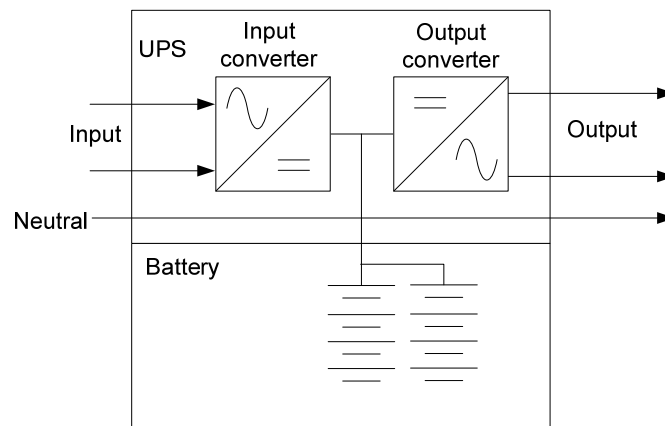 UPS
Input
converter
Output
converter
Input
Output
Neutral
Battery